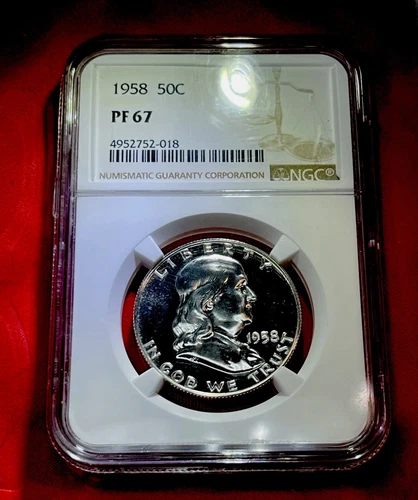 1958 50C
PF 67
4952752-018
NUMISMATIC GUARANTY CORPORATION NGC®
LIBERTY
1958
IN GOD WE TRUST